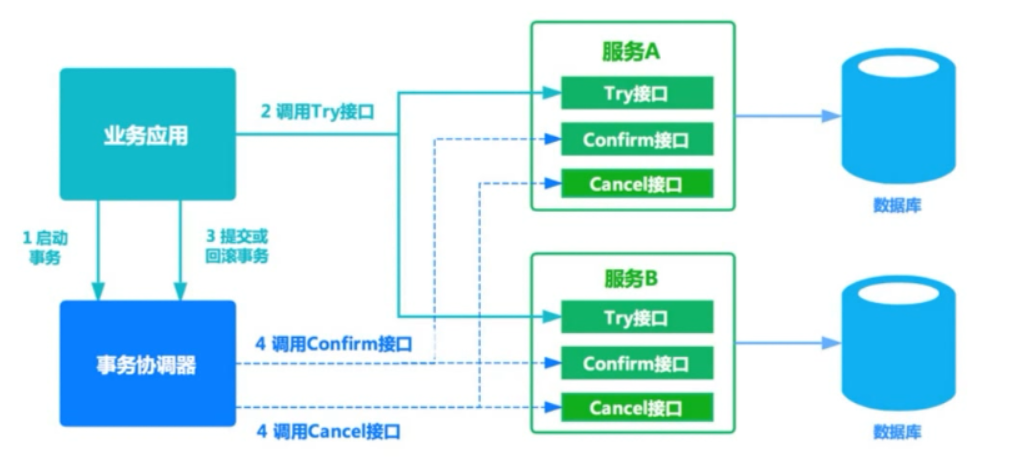 业务应用
1 启动
事务
3 提交或
回滚事务
事务协调器
2 调用Try接口
4 调用Confirm接口
4 调用Cancel接口
服务A
Try接口
Confirm接口
Cancel接口
数据库
服务B
Try接口
Confirm接口
Cancel接口
数据库